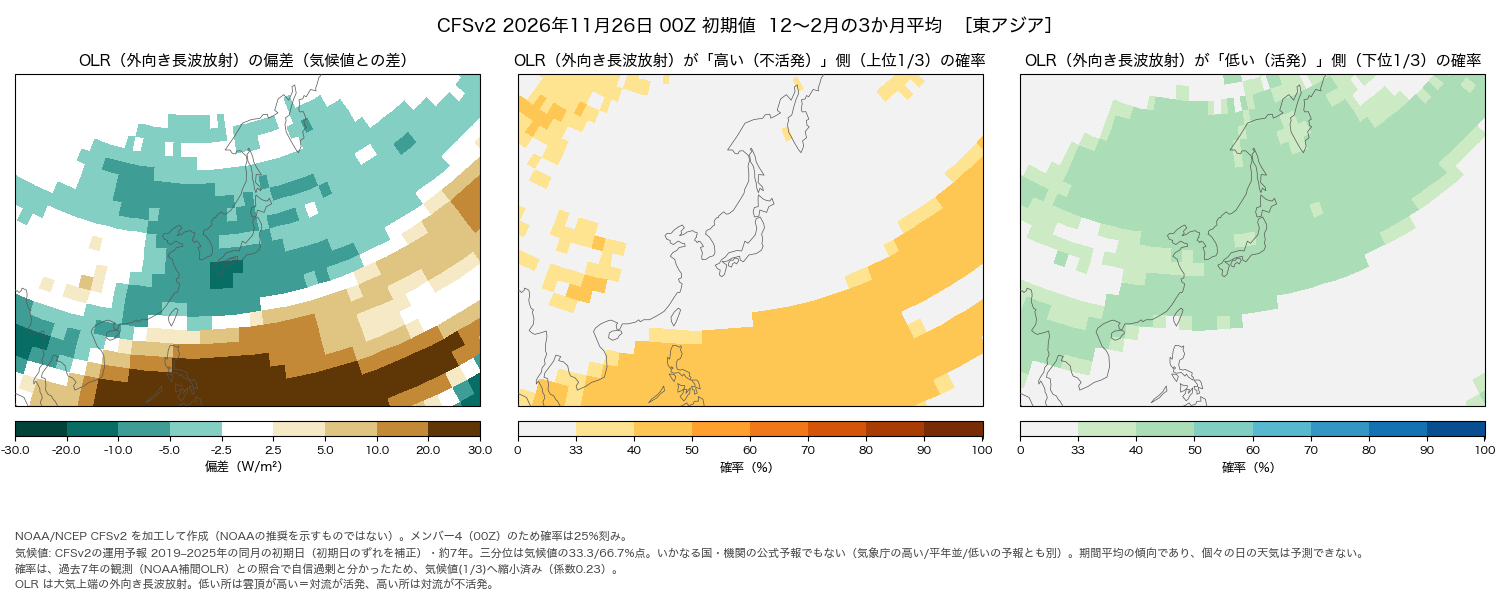 CFSv2 2026年11月26日 00Z 初期値 12～2月の3か月平均 ［東アジア］
OLR（外向き長波放射）の偏差（気候値との差）
OLR（外向き長波放射）が「高い（不活発）」側（上位1/3）の確率
OLR（外向き長波放射）が「低い（活発）」側（下位1/3）の確率
-30.0 -20.0 -10.0 -5.0 -2.5 2.5 5.0 10.0 20.0 30.0
偏差（W/m²）
0 33 40 50 60 70 80 90 100
確率（%）
0 33 40 50 60 70 80 90 100
確率（%）
NOAA/NCEP CFSv2 を加工して作成（NOAAの推奨を示すものではない）。メンバー4（00Z）のため確率は25%刻み。
気候値: CFSv2の運用予報 2019–2025年の同月の初期日（初期日のずれを補正）・約7年。三分位は気候値の33.3/66.7%点。いかなる国・機関の公式予報でもない（気象庁の高い/平年並/低いの予報とも別）。期間平均の傾向であり、個々の日の天気は予測できない。
確率は、過去7年の観測（NOAA補間OLR）との照合で自信過剰と分かったため、気候値(1/3)へ縮小済み（係数0.23）。
OLR は大気上端の外向き長波放射。低い所は雲頂が高い＝対流が活発、高い所は対流が不活発。